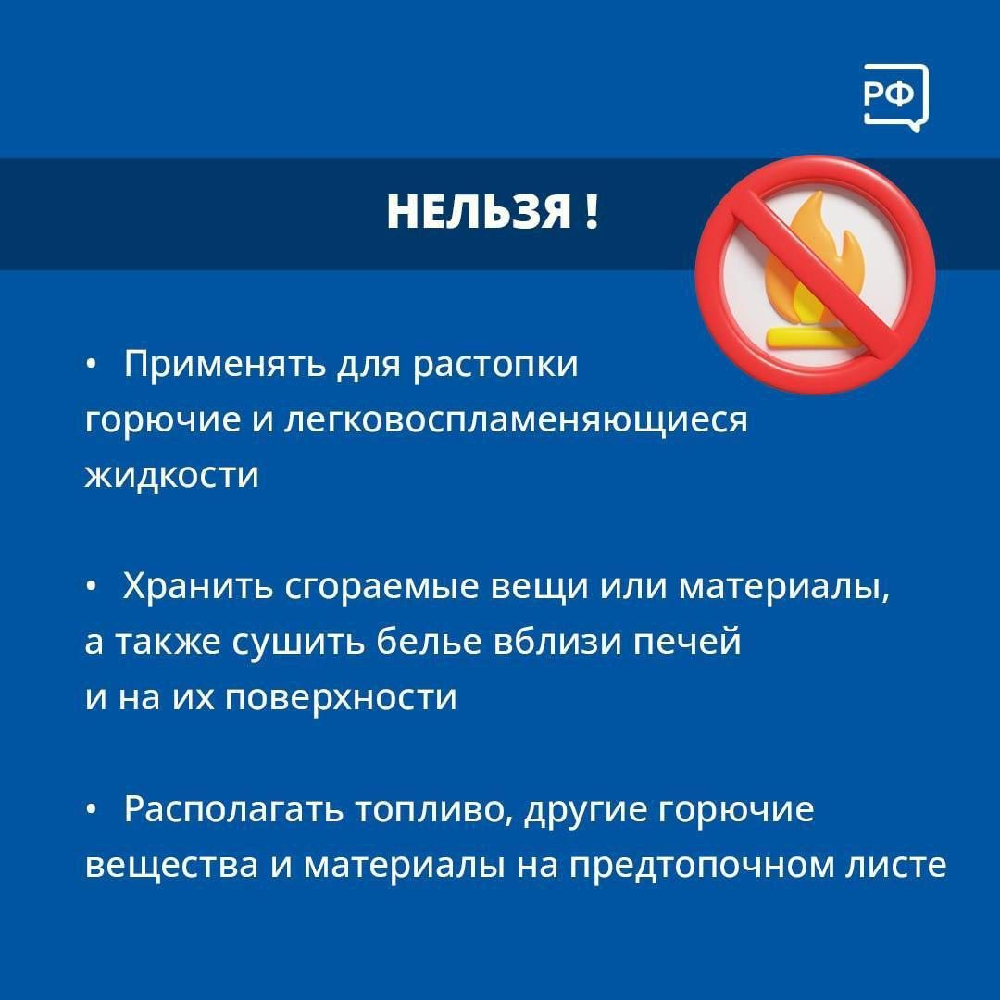 РФ
НЕЛЬЗЯ !
• Применять для растопки
горючие и легковоспламеняющиеся
жидкости
• Хранить сгораемые вещи или материалы,
а также сушить белье вблизи печей
и на их поверхности
• Располагать топливо, другие горючие
вещества и материалы на предтопочном листе